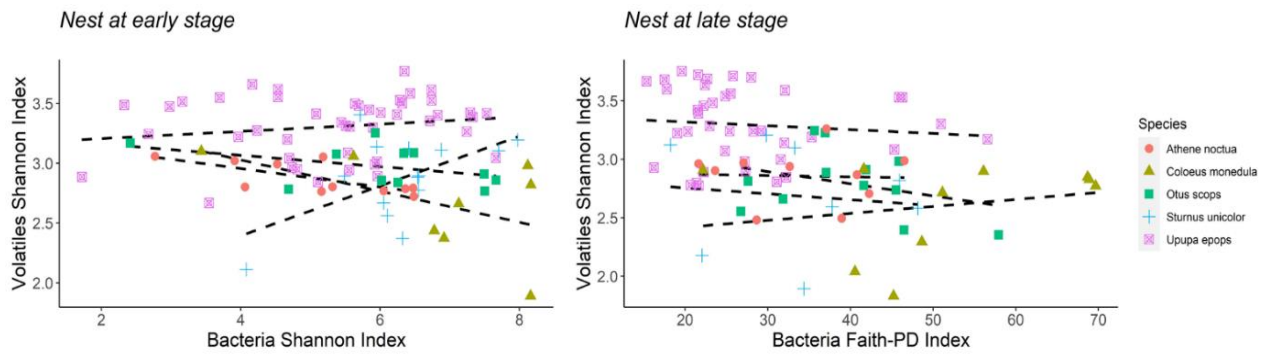 Nest at early stage
Nest at late stage
Volatiles Shannon Index
3.5
3.0
2.5
2.0
2
4
6
8
Bacteria Shannon Index
Volatiles Shannon Index
3.5
3.0
2.5
2.0
20
30
40
50
60
70
Bacteria Faith-PD Index
Species
Athene noctua
Coloeus monedula
Otus scops
Sturnus unicolor
Upupa epops